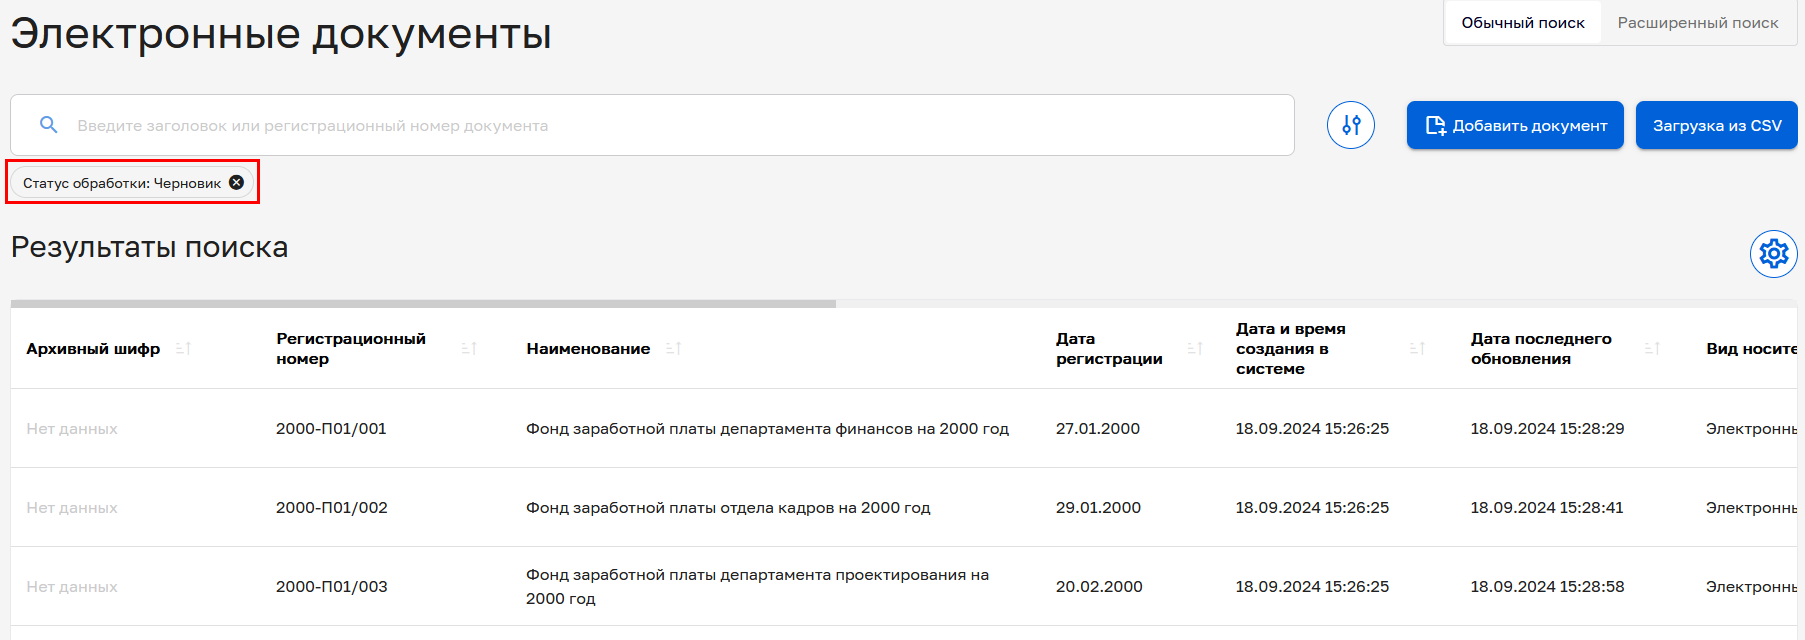 Электронные документы
Обычный поиск
Расширенный поиск
Введите заголовок или регистрационный номер документа
Добавить документ
Загрузка из CSV
Статус обработки: Черновик
Результаты поиска
Архивный шифр
Регистрационный
номер
Наименование
Дата
регистрации
Дата и время
создания в
системе
Дата последнего
обновления
Вид носите
Нет данных
2000-П01/001
Фонд заработной платы департамента финансов на 2000 год
27.01.2000
18.09.2024 15:26:25
18.09.2024 15:28:29
Электронны
Нет данных
2000-П01/002
Фонд заработной платы отдела кадров на 2000 год
29.01.2000
18.09.2024 15:26:25
18.09.2024 15:28:41
Электронны
Нет данных
2000-П01/003
Фонд заработной платы департамента проектирования на
2000 год
20.02.2000
18.09.2024 15:26:25
18.09.2024 15:28:58
Электронны